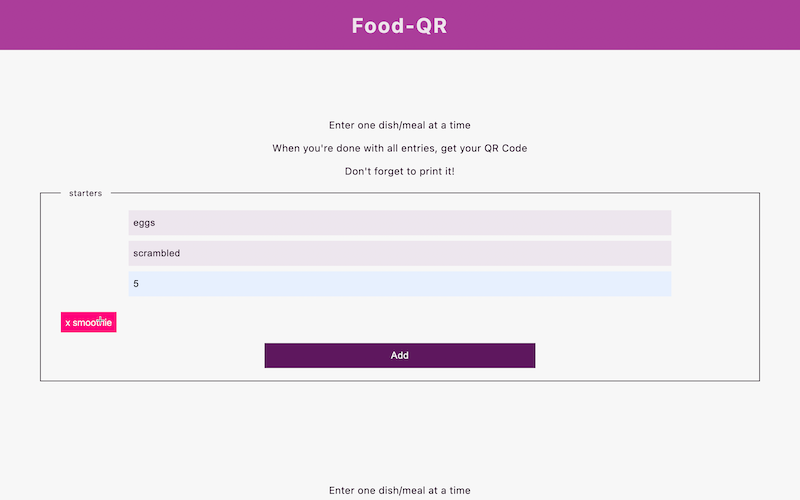 Food-QR
Enter one dish/meal at a time
When you're done with all entries, get your QR Code
Don't forget to print it!
starters
eggs
scrambled
5
x smoothie
Add
Enter one dish/meal at a time